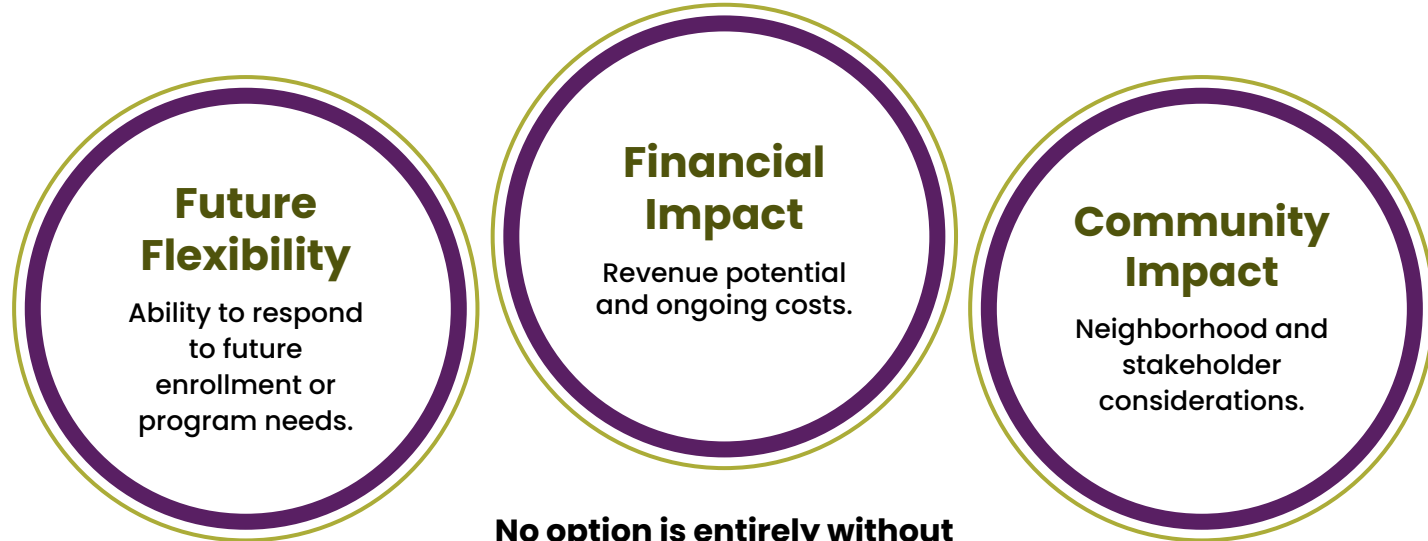 Future
Flexibility
Ability to respond
to future
enrollment or
program needs.
Financial
Impact
Revenue potential
and ongoing costs.
Community
Impact
Neighborhood and
stakeholder
considerations.
No option is entirely without